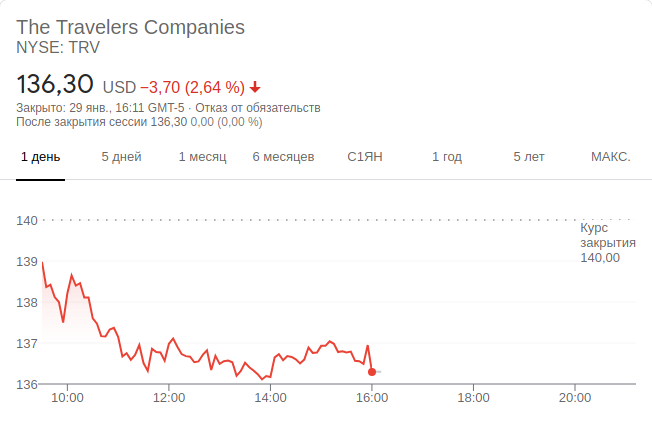 The Travelers Companies
NYSE: TRV
136,30 USD −3,70 (2,64 %)
Закрыто: 29 янв., 16:11 GMT-5 · Отказ от обязательств
После закрытия сессии 136,30 0,00 (0,00 %)
1 день 5 дней 1 месяц 6 месяцев С1ЯН 1 год 5 лет МАКС.
140
Курс
закрытия
140,00
139
138
137
136
10:00 12:00 14:00 16:00 18:00 20:00